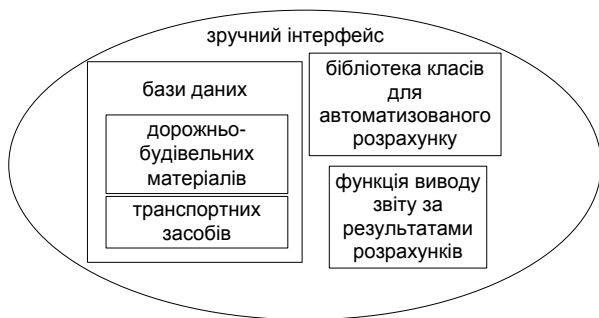 зручний інтерфейс
бази даних
дорожньо-
будівельних
матеріалів
транспортних
засобів
бібліотека класів
для
автоматизованого
розрахунку
функція виводу
звіту за
результатами
розрахунків